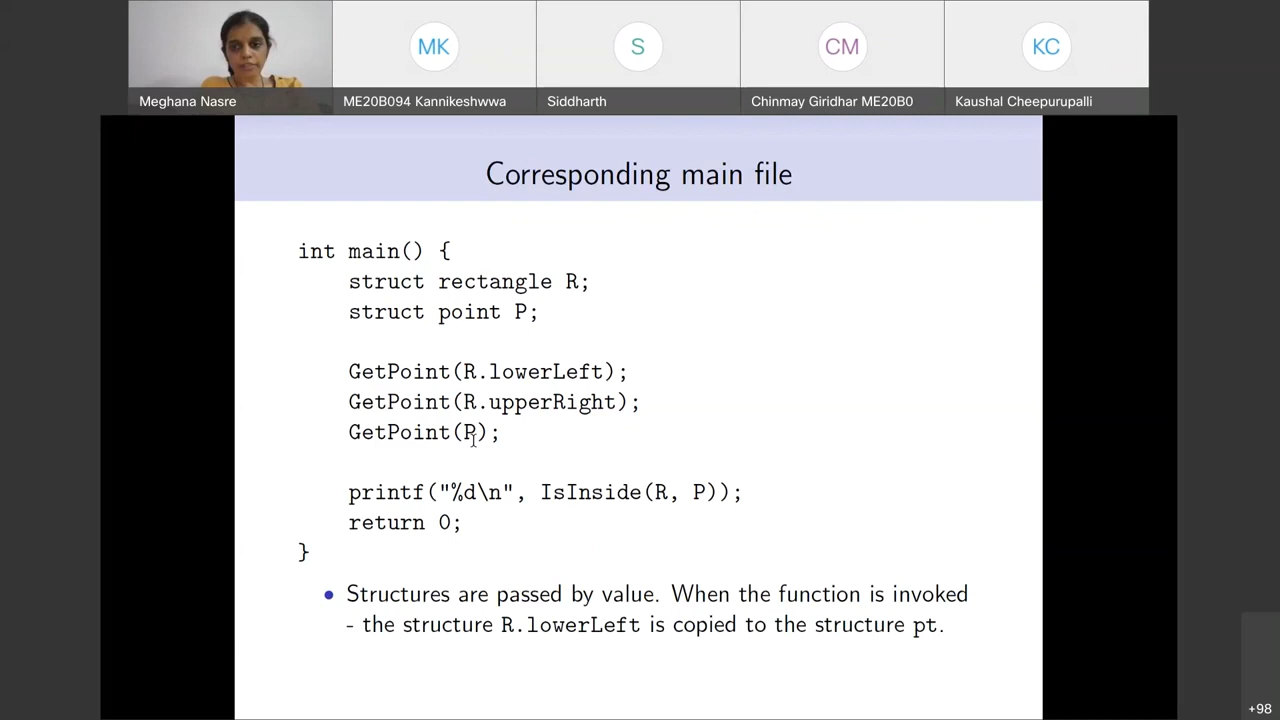 MK
S
CM
KC
Meghana Nasre
ME20B094 Kannikeshwwa
Siddharth
Chinmay Giridhar ME20B0
Kaushal Cheepurupalli
Corresponding main file
int main() {
struct rectangle R;
struct point P;
GetPoint(R.lowerLeft);
GetPoint(R.upperRight);
GetPoint(P);
printf("%d\n", IsInside(R, P));
return 0;
}
• Structures are passed by value. When the function is invoked
- the structure R.lowerLeft is copied to the structure pt.
+98